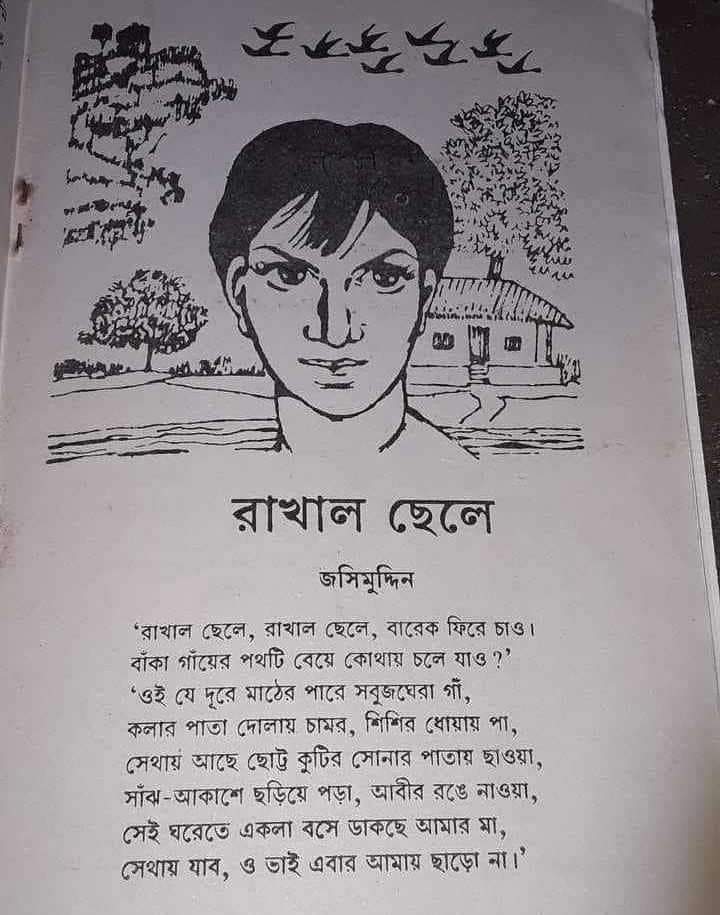 রাখাল ছেলে
জসিমুদ্দিন
‘রাখাল ছেলে, রাখাল ছেলে, বারেক ফিরে চাও।
বাঁকা গাঁয়ের পথটি বেয়ে কোথায় চলে যাও?’
‘ওই যে দূরে মাঠের পারে সবুজঘেরা গাঁ,
কলার পাতা দোলায় চামর, শিশির ধোয়ায় পা,
সেথায় আছে ছোট্ট কুটির সোনার পাতায় ছাওয়া,
সাঁঝ-আকাশে ছড়িয়ে পড়া, আবীর রঙে নাওয়া,
সেই ঘরেতে একলা বসে ডাকছে আমার মা,
সেথায় যাব, ও ভাই এবার আমায় ছাড়ো না।’